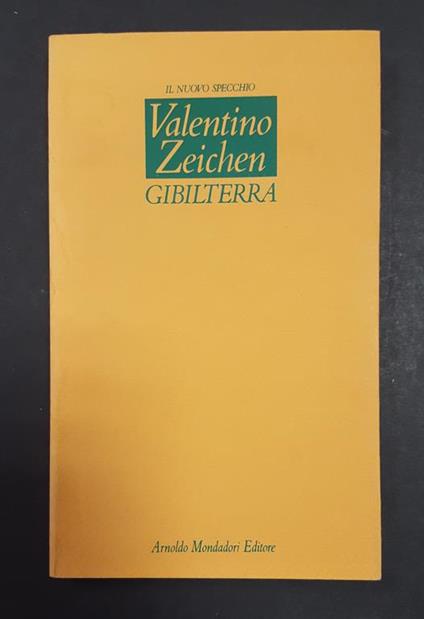 IL NUOVO SPECCHIO
Valentino
Zeichen
GIBILTERRA
Arnoldo Mondadori Editore